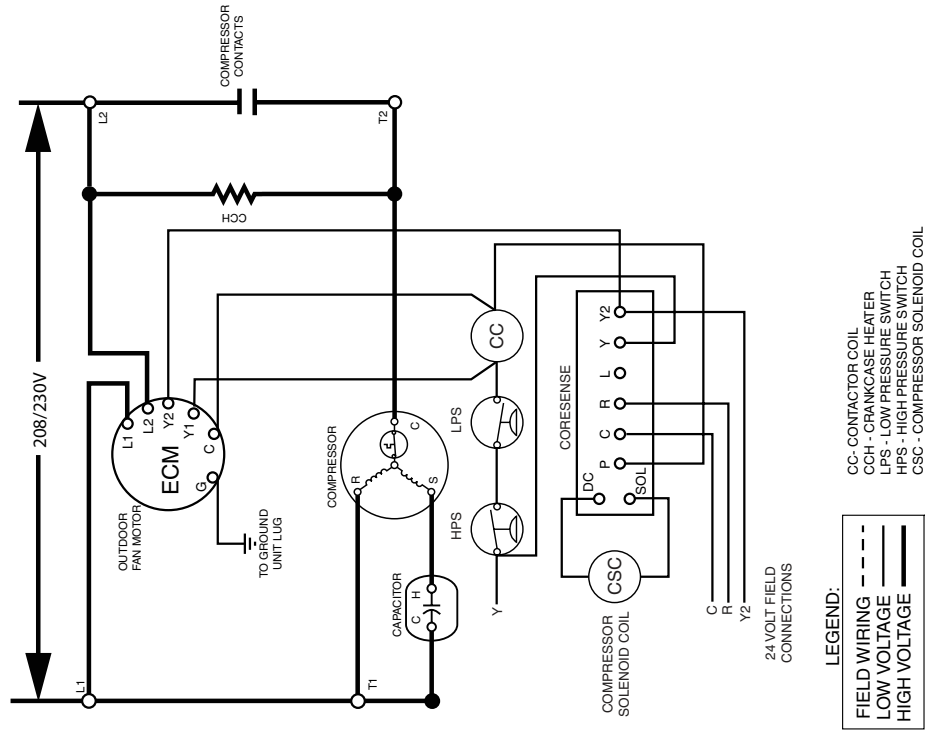 208/230V
L1
L2
COMPRESSOR
CONTACTS
T1
T2
CCH
OUTDOOR
FAN MOTOR
ECM
L1
L2
Y2
Y1
C
G
TO GROUND
UNIT LUG
COMPRESSOR
R
S
C
CAPACITOR
C
H
Y
HPS
LPS
CC
CORESENSE
DC
SOL
P
C
R
L
Y
Y2
CSC
COMPRESSOR
SOLENOID COIL
C
R
Y2
24 VOLT FIELD
CONNECTIONS
LEGEND:
FIELD WIRING
LOW VOLTAGE
HIGH VOLTAGE
CC- CONTACTOR COIL
CCH - CRANKCASE HEATER
LPS - LOW PRESSURE SWITCH
HPS - HIGH PRESSURE SWITCH
CSC - COMPRESSOR SOLENOID COIL